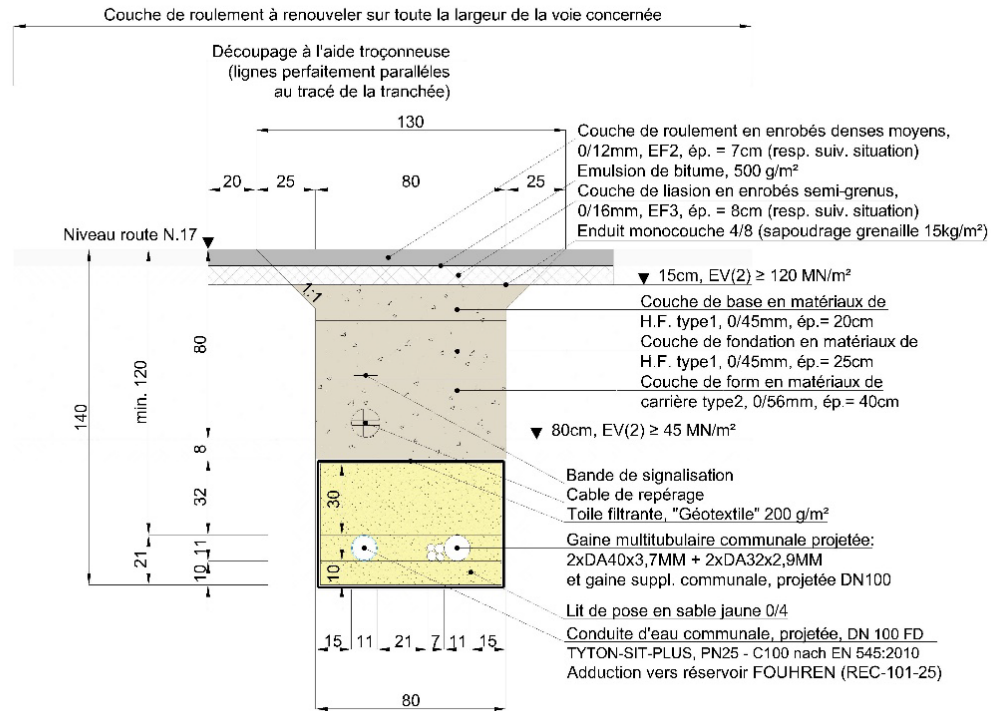 Couche de roulement à renouveler sur toute la largeur de la voie concernée
Découpage à l'aide troçonneuse
(lignes perfaitement paralléles
au tracé de la tranchée)
130
20
25
80
25
Couche de roulement en enrobés denses moyens,
0/12mm, EF2, ép. = 7cm (resp. suiv. situation)
Emulsion de bitume, 500 g/m²
Couche de liasion en enrobés semi-grenus,
0/16mm, EF3, ép. = 8cm (resp. suiv. situation)
Enduit monocouche 4/8 (sapoudrage grenaille 15kg/m²)
Niveau route N.17
15cm, EV(2) ≥ 120 MN/m²
1:1
Couche de base en matériaux de
H.F. type1, 0/45mm, ép.= 20cm
Couche de fondation en matériaux de
H.F. type1, 0/45mm, ép.= 25cm
Couche de form en matériaux de
carrière type2, 0/56mm, ép.= 40cm
80cm, EV(2) ≥ 45 MN/m²
140
min. 120
21
80
8
32
11
10
30
10
Bande de signalisation
Cable de repérage
Toile filtrante, "Géotextile" 200 g/m²
Gaine multitubulaire communale projetée:
2xDA40x3,7MM + 2xDA32x2,9MM
et gaine suppl. communale, projetée DN100
Lit de pose en sable jaune 0/4
Conduite d'eau communale, projetée, DN 100 FD
TYTON-SIT-PLUS, PN25 - C100 nach EN 545:2010
Adduction vers réservoir FOUHREN (REC-101-25)
15
11
21
7
11
15
80